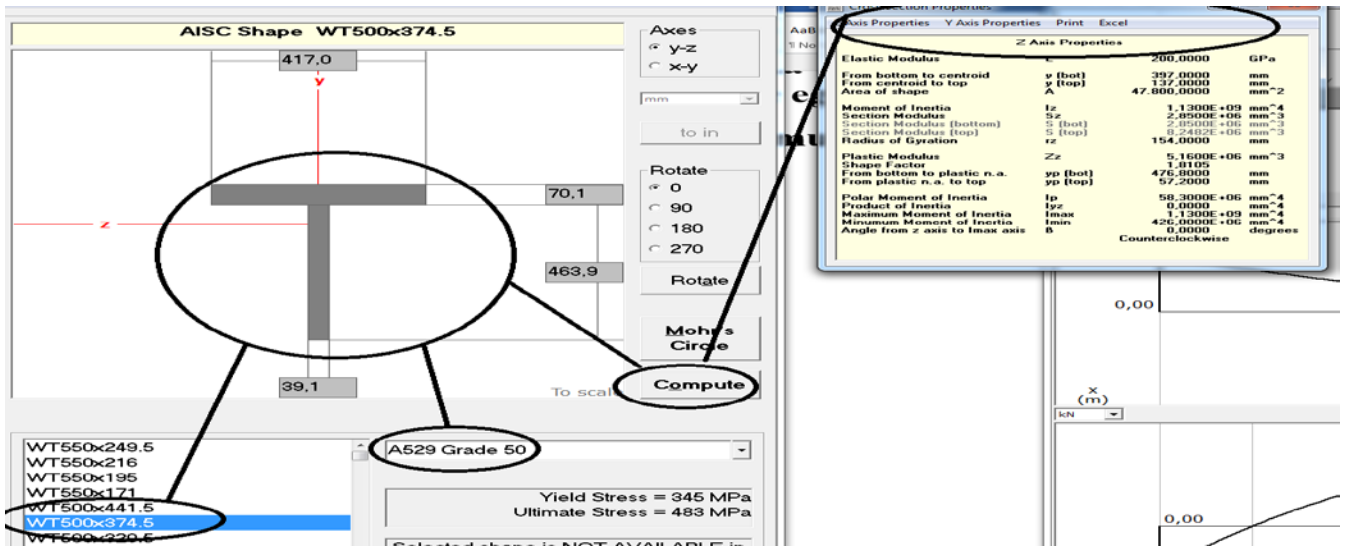 AISC Shape WT500x374.5
417,0
y
z
70,1
463,9
39,1
To scale
Axes
y-z
x-y
mm
to in
Rotate
0
90
180
270
Rotate
Mohr's
Circle
Compute
WT550x249.5
WT550x216
WT550x195
WT550x171
WT500x441.5
WT500x374.5
WT500x329.5
A529 Grade 50
Yield Stress = 345 MPa
Ultimate Stress = 483 MPa
Selected shape is NOT AVAILABLE in
Section Properties
Axis Properties Y Axis Properties Print Excel
Z Axis Properties
Elastic Modulus E 200,0000 GPa
From bottom to centroid y (bot) 397,0000 mm
From centroid to top y (top) 137,0000 mm
Area of shape A 47.800,0000 mm^2
Moment of Inertia Iz 1,1300E+09 mm^4
Section Modulus Sz 2,8500E+06 mm^3
Section Modulus (bottom) S (bot) 2,8500E+06 mm^3
Section Modulus (top) S (top) 8,2482E+06 mm^3
Radius of Gyration rz 154,0000 mm
Plastic Modulus Zz 5,1600E+06 mm^3
Shape Factor 1,8105
From bottom to plastic n.a. yp (bot) 476,8000 mm
From plastic n.a. to top yp (top) 57,2000 mm
Polar Moment of Inertia Ip 58,3000E+06 mm^4
Product of Inertia Iyz 0,0000 mm^4
Maximum Moment of Inertia Imax 1,1300E+09 mm^4
Minumum Moment of Inertia Imin 426,0000E+06 mm^4
Angle from z axis to Imax axis ß 0,0000 degrees
Counterclockwise
AaB
¶ No
0,00
x
(m)
kN
0,00